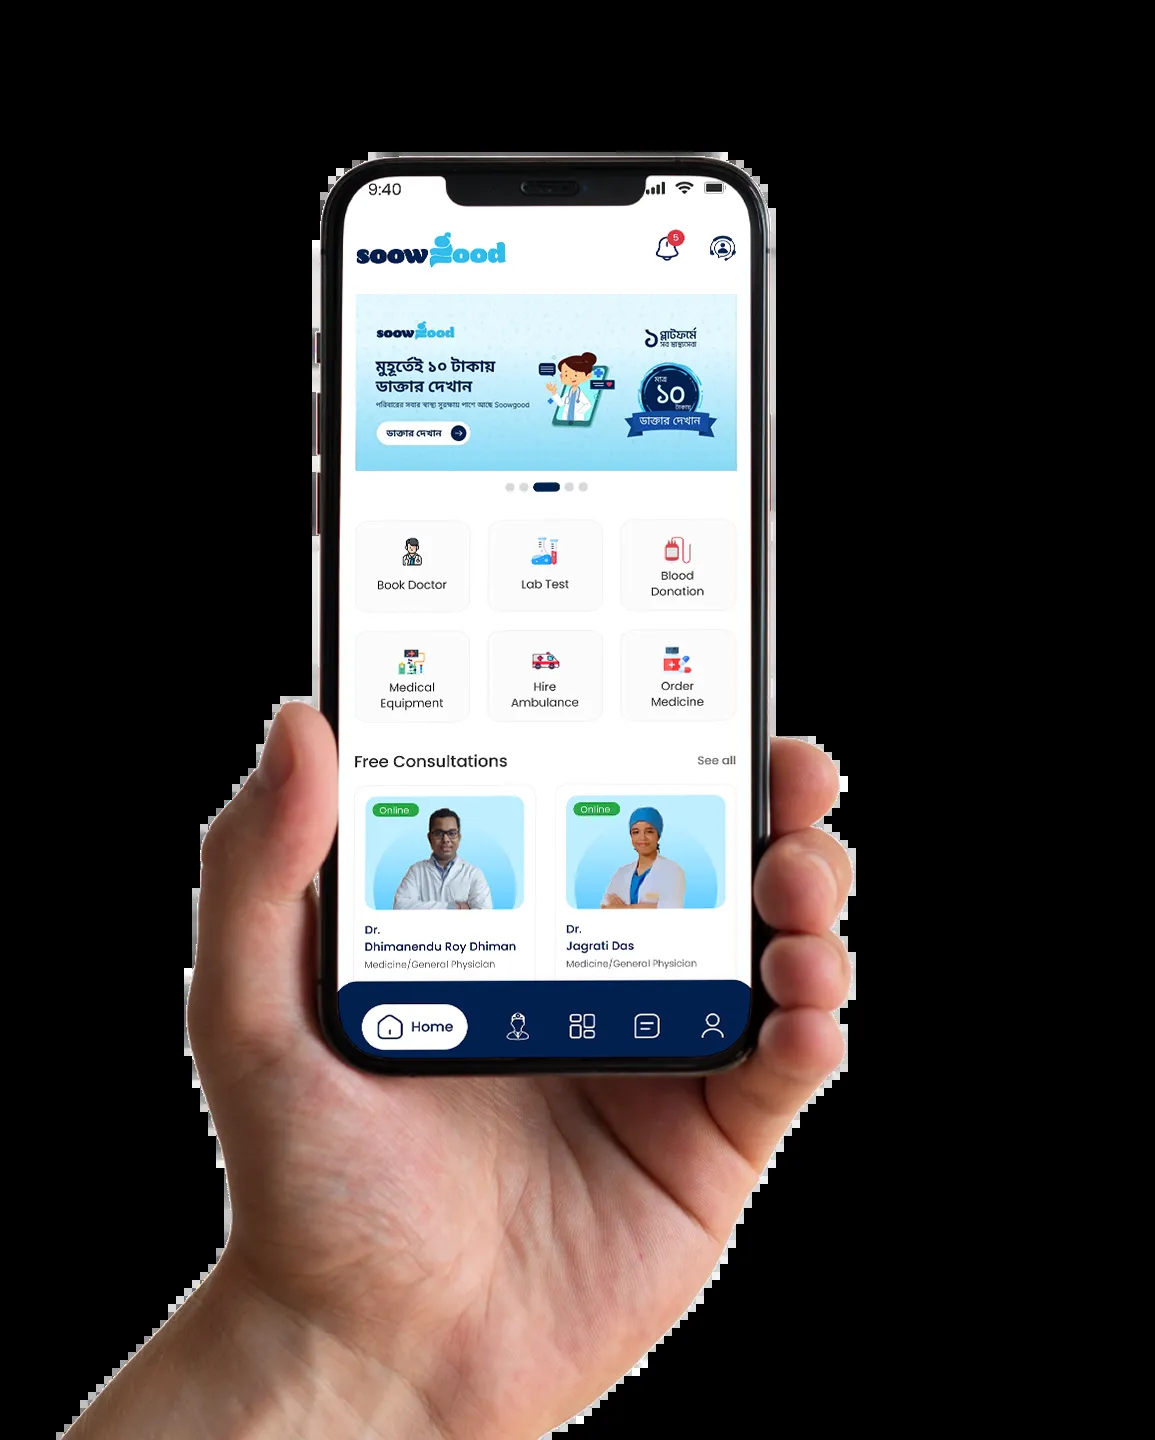 9:40
soowgood
5
soowgood
মুহূর্তেই ১০ টাকায়
ডাক্তার দেখান
পরিবারের সবার স্বাস্থ্য সুরক্ষায় পাশে আছে Soowgood
ডাক্তার দেখান
১ প্লাটফর্মে
সব স্বাস্থ্যসেবা
মাত্র
১০
টাকায়
ডাক্তার দেখান
Book Doctor
Lab Test
Blood
Donation
Medical
Equipment
Hire
Ambulance
Order
Medicine
Free Consultations
See all
Online
Dr.
Dhimanendu Roy Dhiman
Medicine/General Physician
Online
Dr.
Jagrati Das
Medicine/General Physician
Home